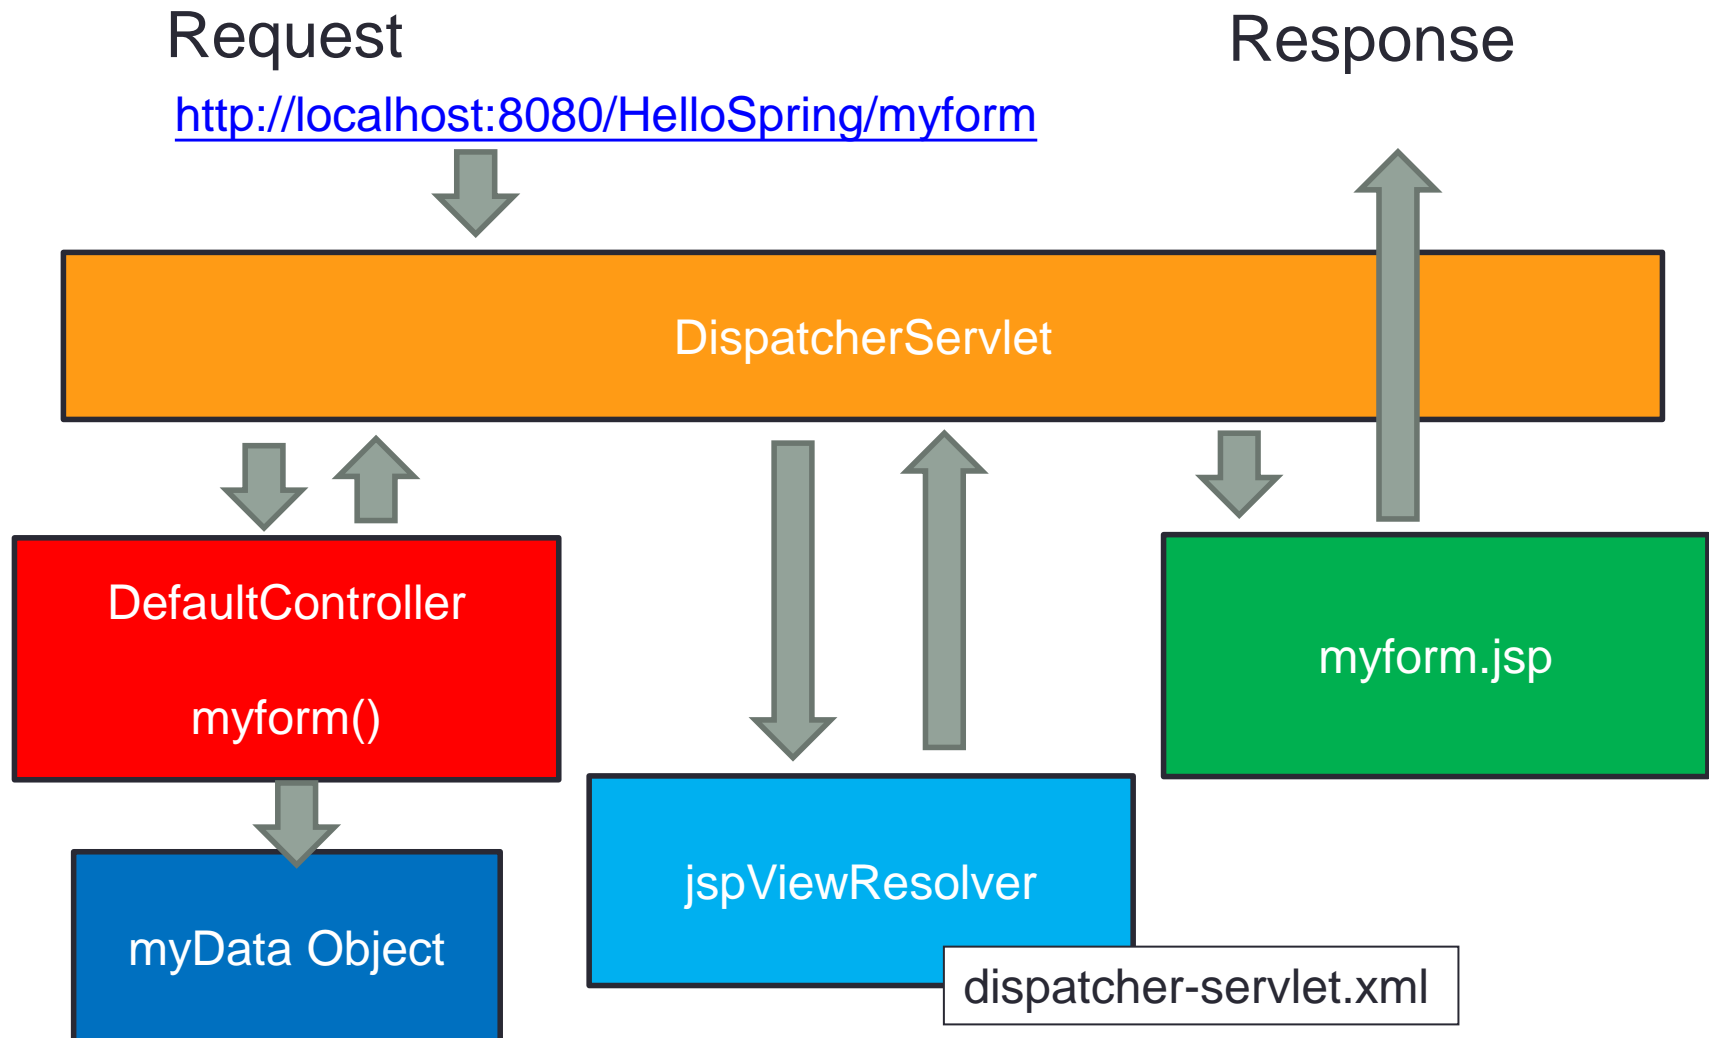 Request
Response
http://localhost:8080/HelloSpring/myform
DispatcherServlet
DefaultController
myform()
myform.jsp
jspViewResolver
myData Object
dispatcher-servlet.xml